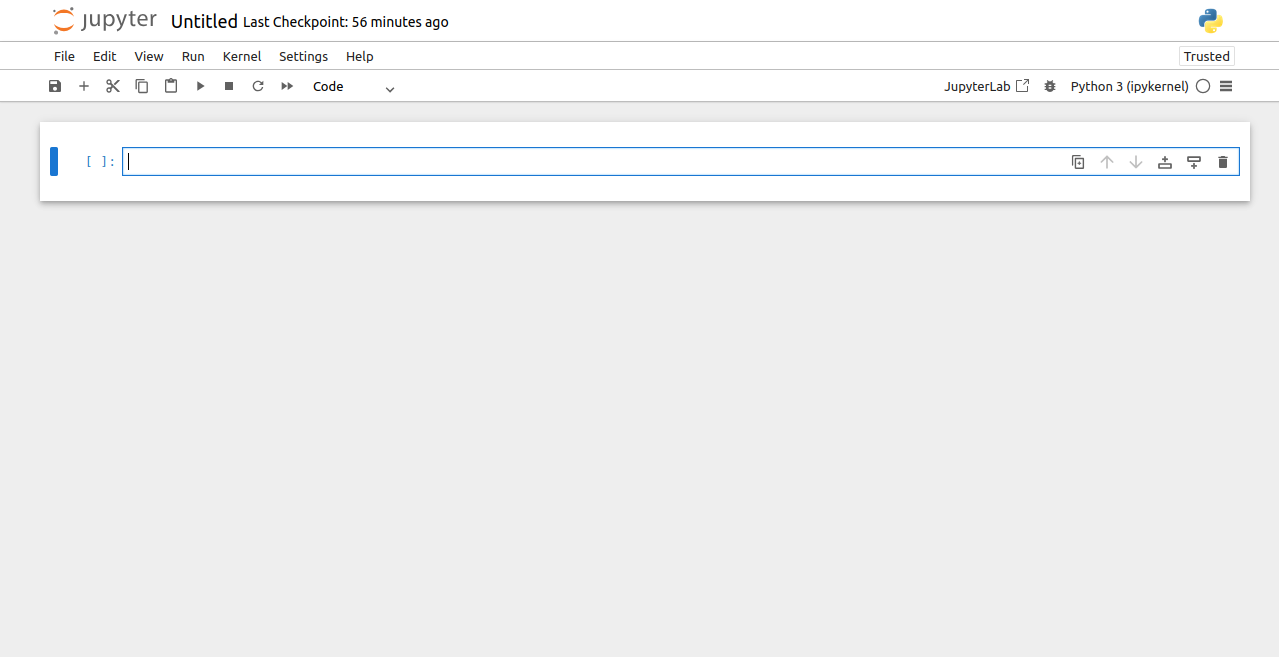 jupyter Untitled Last Checkpoint: 56 minutes ago
File Edit View Run Kernel Settings Help Trusted
Code JupyterLab Python 3 (ipykernel)
[ ]: